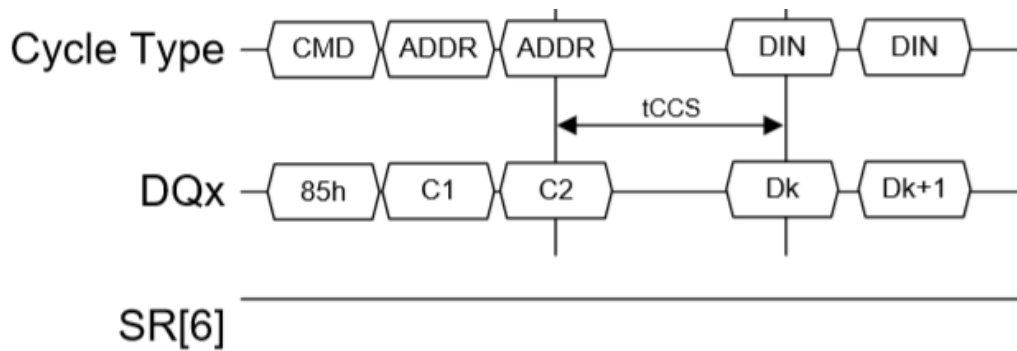 Cycle Type CMD ADDR ADDR DIN DIN
tCCS
DQx 85h C1 C2 Dk Dk+1
SR[6]